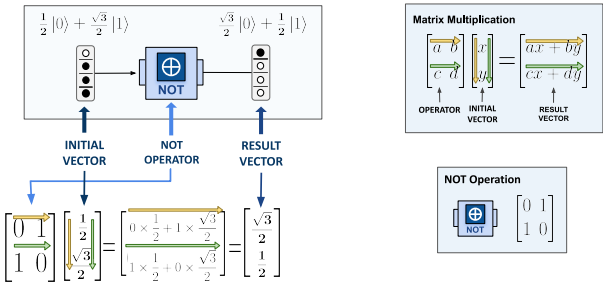 1/2 |0⟩ + √3/2 |1⟩
√3/2 |0⟩ + 1/2 |1⟩
NOT
INITIAL
VECTOR
NOT
OPERATOR
RESULT
VECTOR
[0 1; 1 0] [1/2; √3/2] = [0 × 1/2 + 1 × √3/2; 1 × 1/2 + 0 × √3/2] = [√3/2; 1/2]
Matrix Multiplication
[a b; c d] [x; y] = [ax + by; cx + dy]
OPERATOR
INITIAL
VECTOR
RESULT
VECTOR
NOT Operation
NOT
[0 1; 1 0]